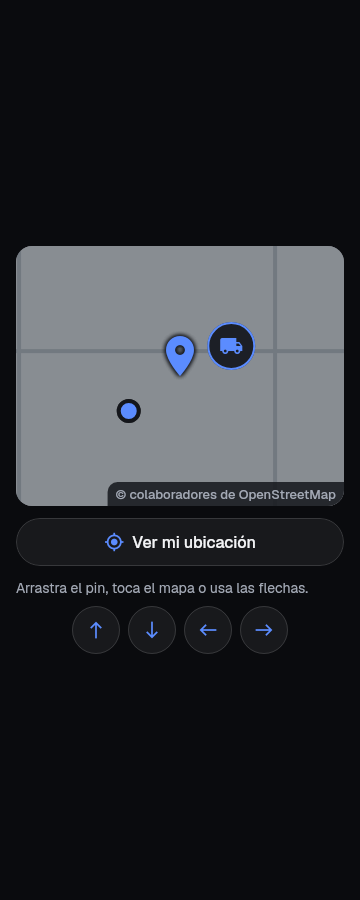 © colaboradores de OpenStreetMap
Ver mi ubicación
Arrastra el pin, toca el mapa o usa las flechas.